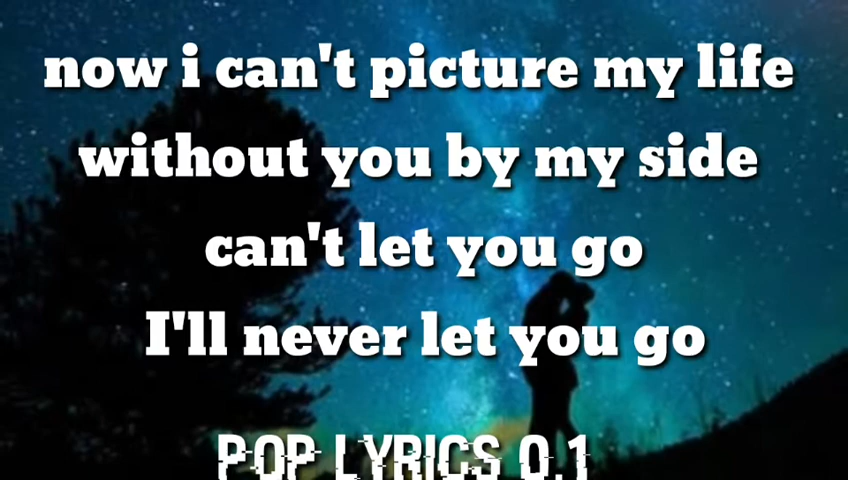 now i can't picture my life
without you by my side
can't let you go
I'll never let you go
POP LYRICS 0.1